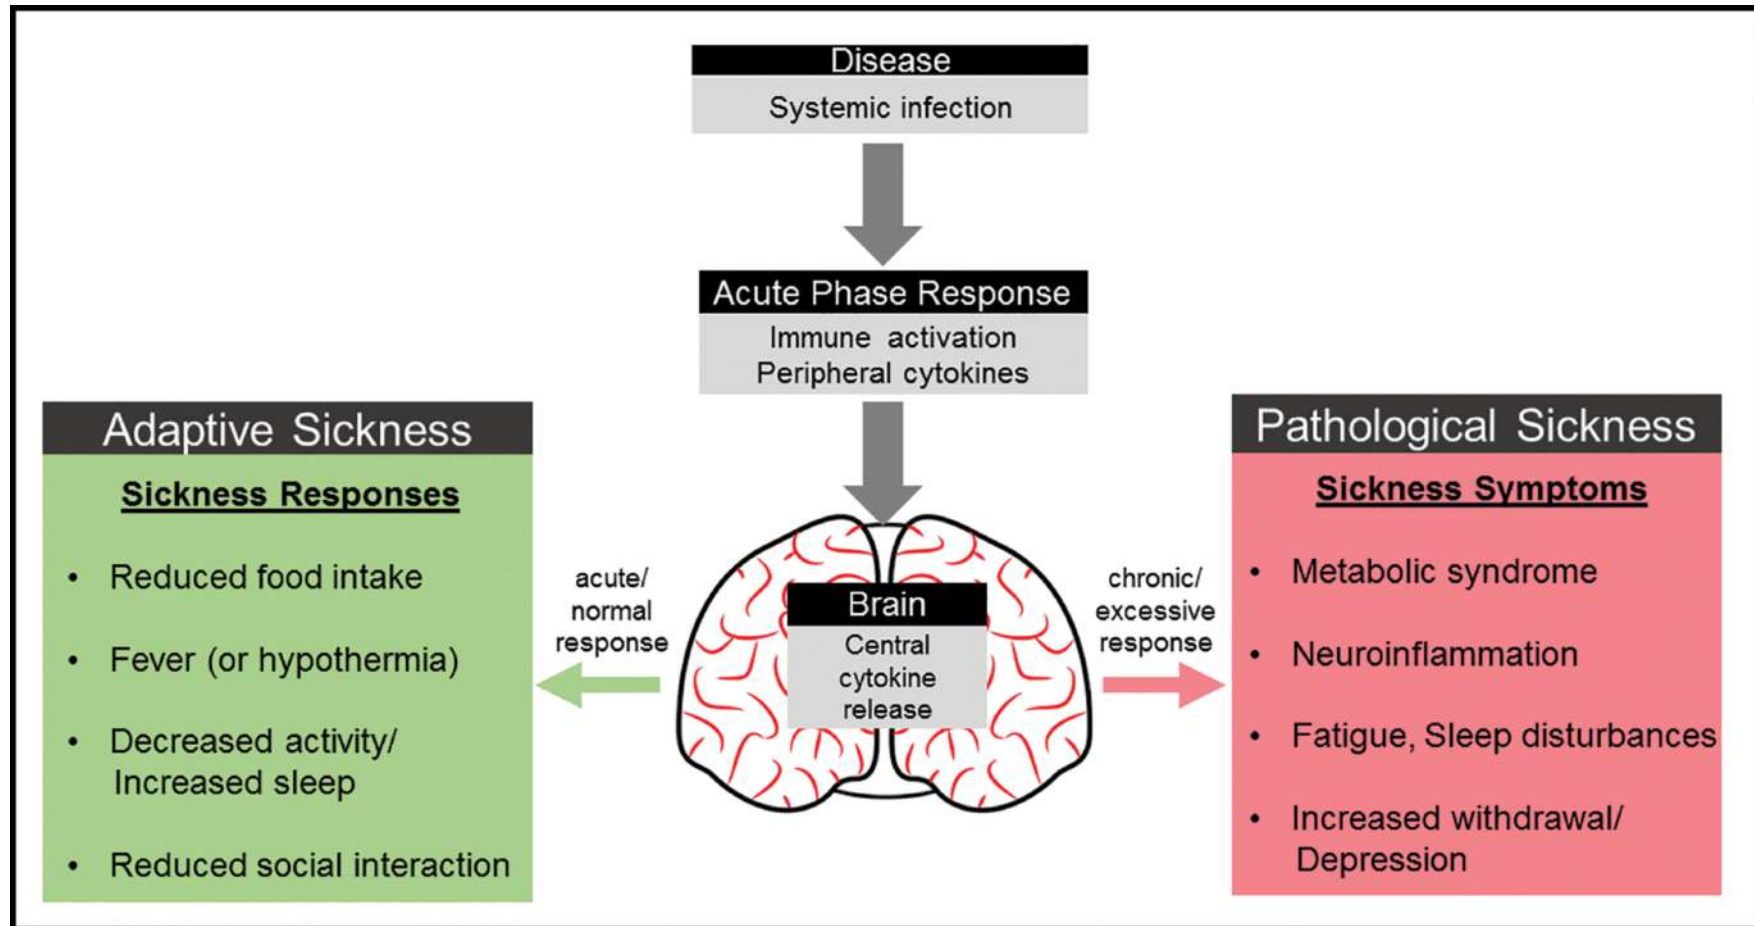 Disease
Systemic infection
Acute Phase Response
Immune activation
Peripheral cytokines
Adaptive Sickness
Sickness Responses
• Reduced food intake
• Fever (or hypothermia)
• Decreased activity/
Increased sleep
• Reduced social interaction
acute/
normal
response
Brain
Central
cytokine
release
chronic/
excessive
response
Pathological Sickness
Sickness Symptoms
• Metabolic syndrome
• Neuroinflammation
• Fatigue, Sleep disturbances
• Increased withdrawal/
Depression